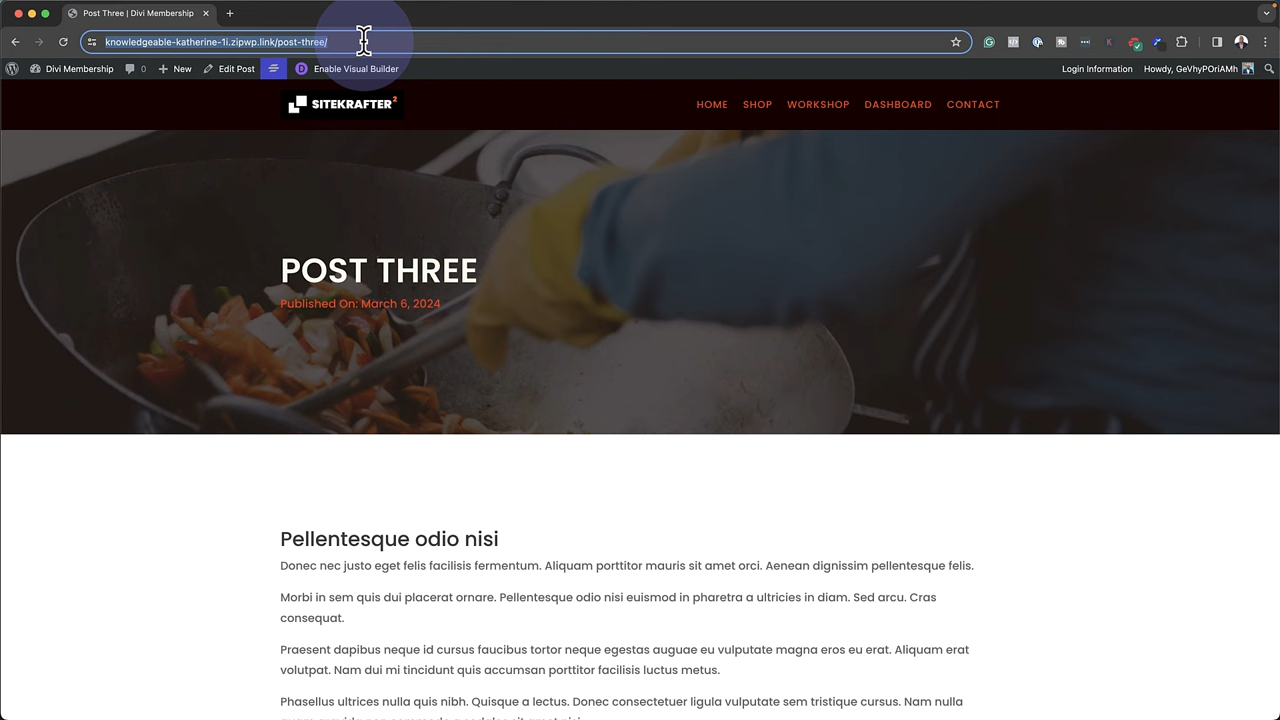 Post Three | Divi Membership
knowledgeable-katherine-1i.zipwp.link/post-three/
Divi Membership 0 New Edit Post D Enable Visual Builder Login Information Howdy, GeVhyPOriAMh
SITEKRAFTER2 HOME SHOP WORKSHOP DASHBOARD CONTACT
POST THREE
Published On: March 6, 2024
Pellentesque odio nisi
Donec nec justo eget felis facilisis fermentum. Aliquam porttitor mauris sit amet orci. Aenean dignissim pellentesque felis.
Morbi in sem quis dui placerat ornare. Pellentesque odio nisi euismod in pharetra a ultricies in diam. Sed arcu. Cras
consequat.
Praesent dapibus neque id cursus faucibus tortor neque egestas auguae eu vulputate magna eros eu erat. Aliquam erat
volutpat. Nam dui mi tincidunt quis accumsan porttitor facilisis luctus metus.
Phasellus ultrices nulla quis nibh. Quisque a lectus. Donec consectetuer ligula vulputate sem tristique cursus. Nam nulla